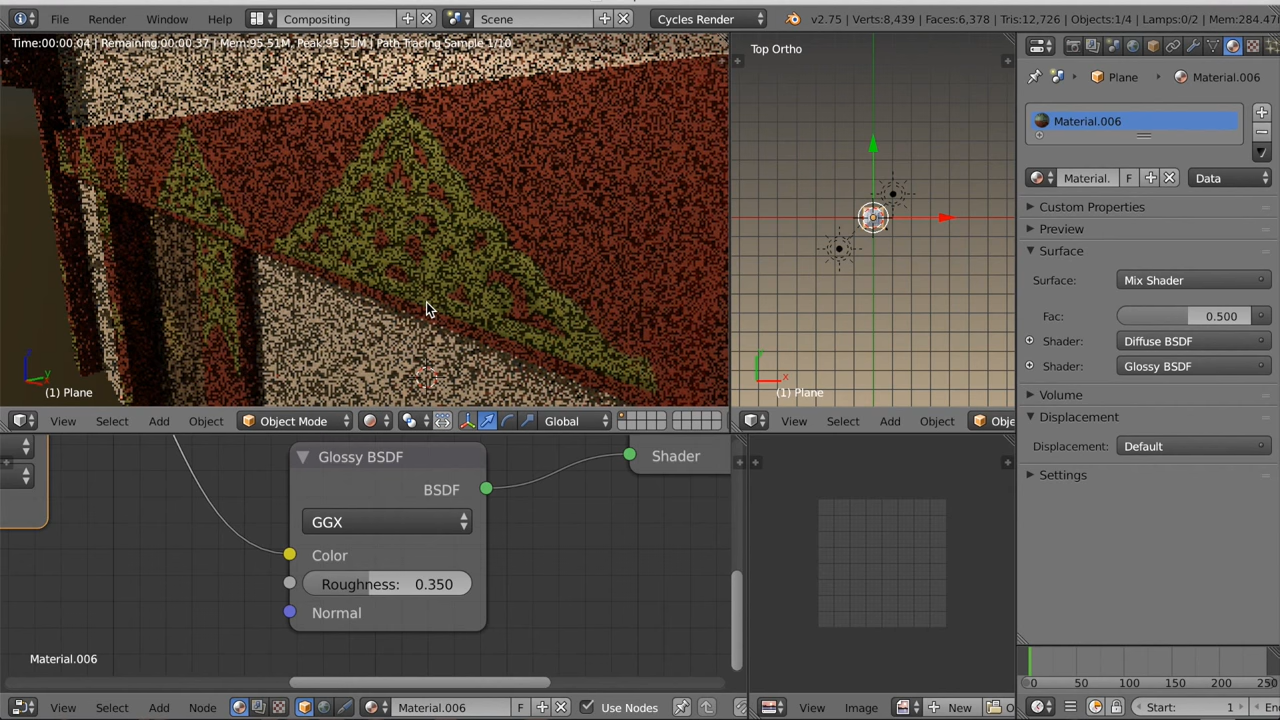 File Render Window Help Compositing Scene Cycles Render v2.75 | Verts:8,439 | Faces:6,378 | Tris:12,726 | Objects:1/4 | Lamps:0/2 | Mem:284.47
Time:00:00:04 | Remaining:00:00:37 | Mem:95.51M, Peak:95.51M | Path Tracing Sample 1/10
(1) Plane
View Select Add Object Object Mode Global
Top Ortho
(1) Plane
View Select Add Object Obje
Plane Material.006
Material.006
Material. F Data
Custom Properties
Preview
Surface
Surface: Mix Shader
Fac: 0.500
Shader: Diffuse BSDF
Shader: Glossy BSDF
Volume
Displacement
Displacement: Default
Settings
Glossy BSDF
BSDF
GGX
Color
Roughness: 0.350
Normal
Shader
Material.006
View Select Add Node Material.006 F Use Nodes
View Image New O
0 50 100 150 200 250
Start: 1 En